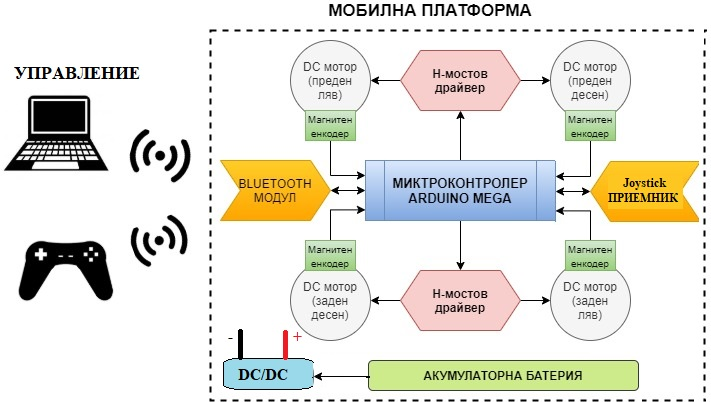 МОБИЛНА ПЛАТФОРМА
УПРАВЛЕНИЕ
DC мотор
(преден
ляв)
Магнитен
енкодер
Н-мостов
драйвер
DC мотор
(преден
десен)
Магнитен
енкодер
BLUETOOTH
МОДУЛ
МИКТРОКОНТРОЛЕР
ARDUINO MEGA
Joystick
ПРИЕМНИК
Магнитен
енкодер
DC мотор
(заден
десен)
Н-мостов
драйвер
Магнитен
енкодер
DC мотор
(заден
ляв)
- +
DC/DC
АКУМУЛАТОРНА БАТЕРИЯ